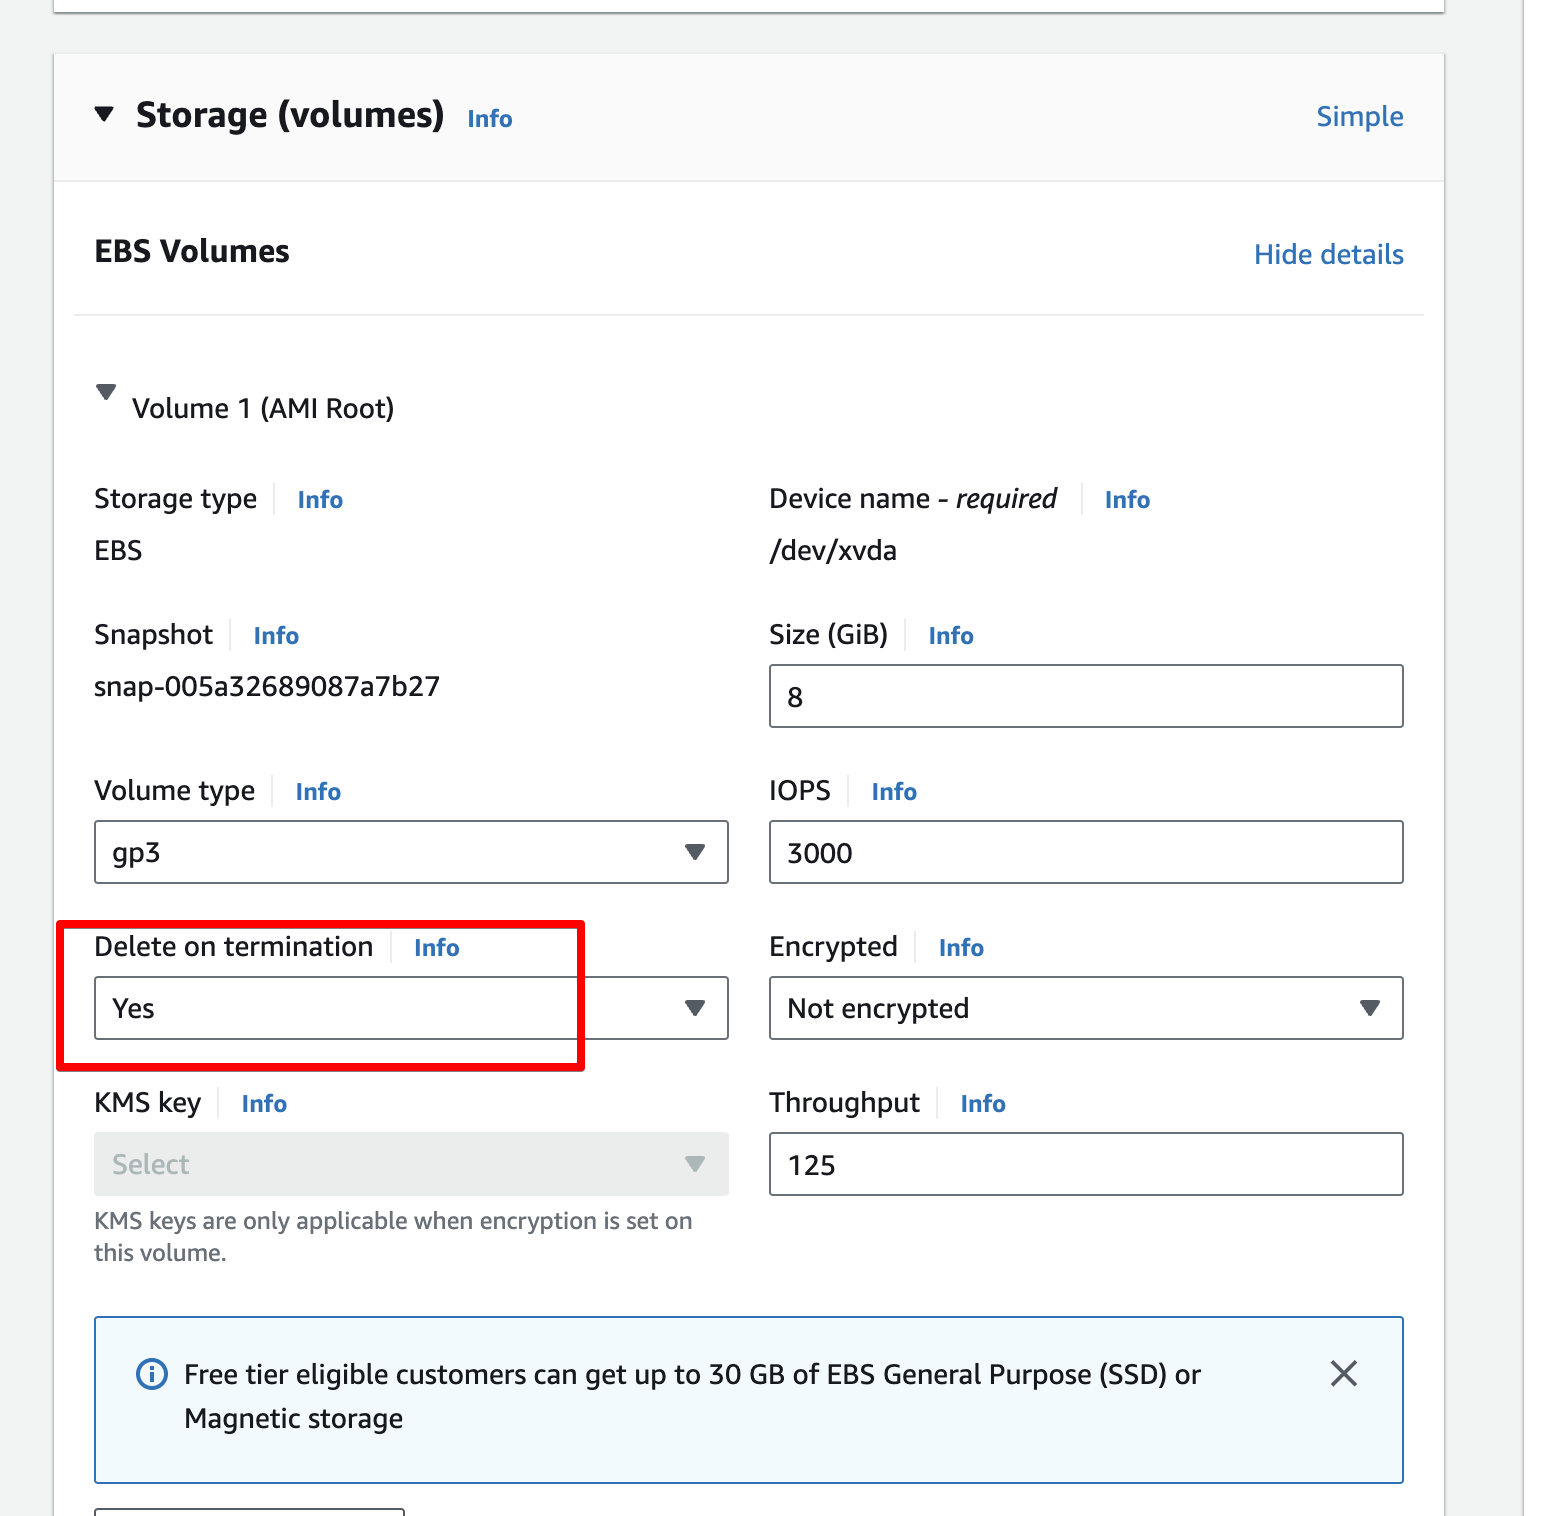 Storage (volumes) Info Simple
EBS Volumes Hide details
Volume 1 (AMI Root)
Storage type Info Device name - required Info
EBS /dev/xvda
Snapshot Info Size (GiB) Info
snap-005a32689087a7b27 8
Volume type Info IOPS Info
gp3 3000
Delete on termination Info Encrypted Info
Yes Not encrypted
KMS key Info Throughput Info
Select 125
KMS keys are only applicable when encryption is set on
this volume.
Free tier eligible customers can get up to 30 GB of EBS General Purpose (SSD) or
Magnetic storage